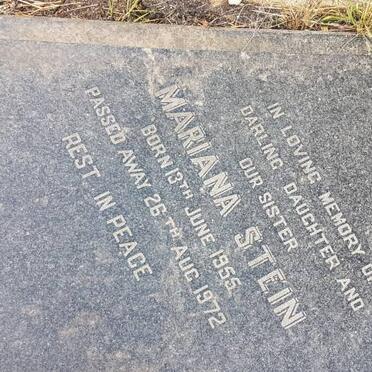 IN LOVING MEMORY OF
DARLING DAUGHTER AND
OUR SISTER
MARIANA STEIN
BORN 13TH JUNE 1955.
PASSED AWAY 26TH AUG. 1972
REST IN PEACE